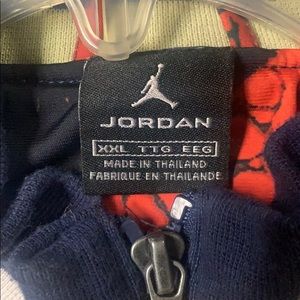 JORDAN
XXL TTG EEG
MADE IN THAILAND
FABRIQUE EN THAILANDE